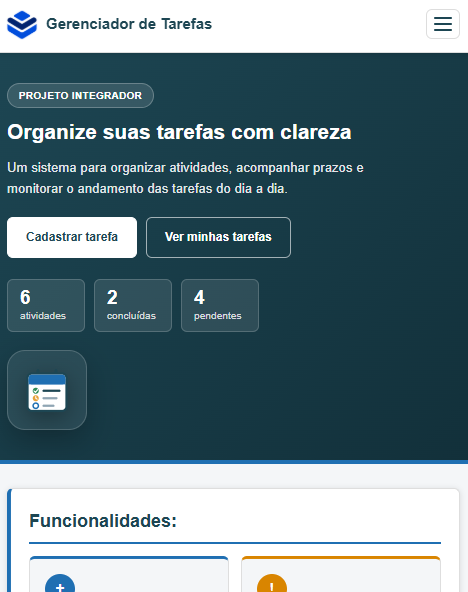 Gerenciador de Tarefas
PROJETO INTEGRADOR
Organize suas tarefas com clareza
Um sistema para organizar atividades, acompanhar prazos e
monitorar o andamento das tarefas do dia a dia.
Cadastrar tarefa
Ver minhas tarefas
6
atividades
2
concluídas
4
pendentes
Funcionalidades:
+
!